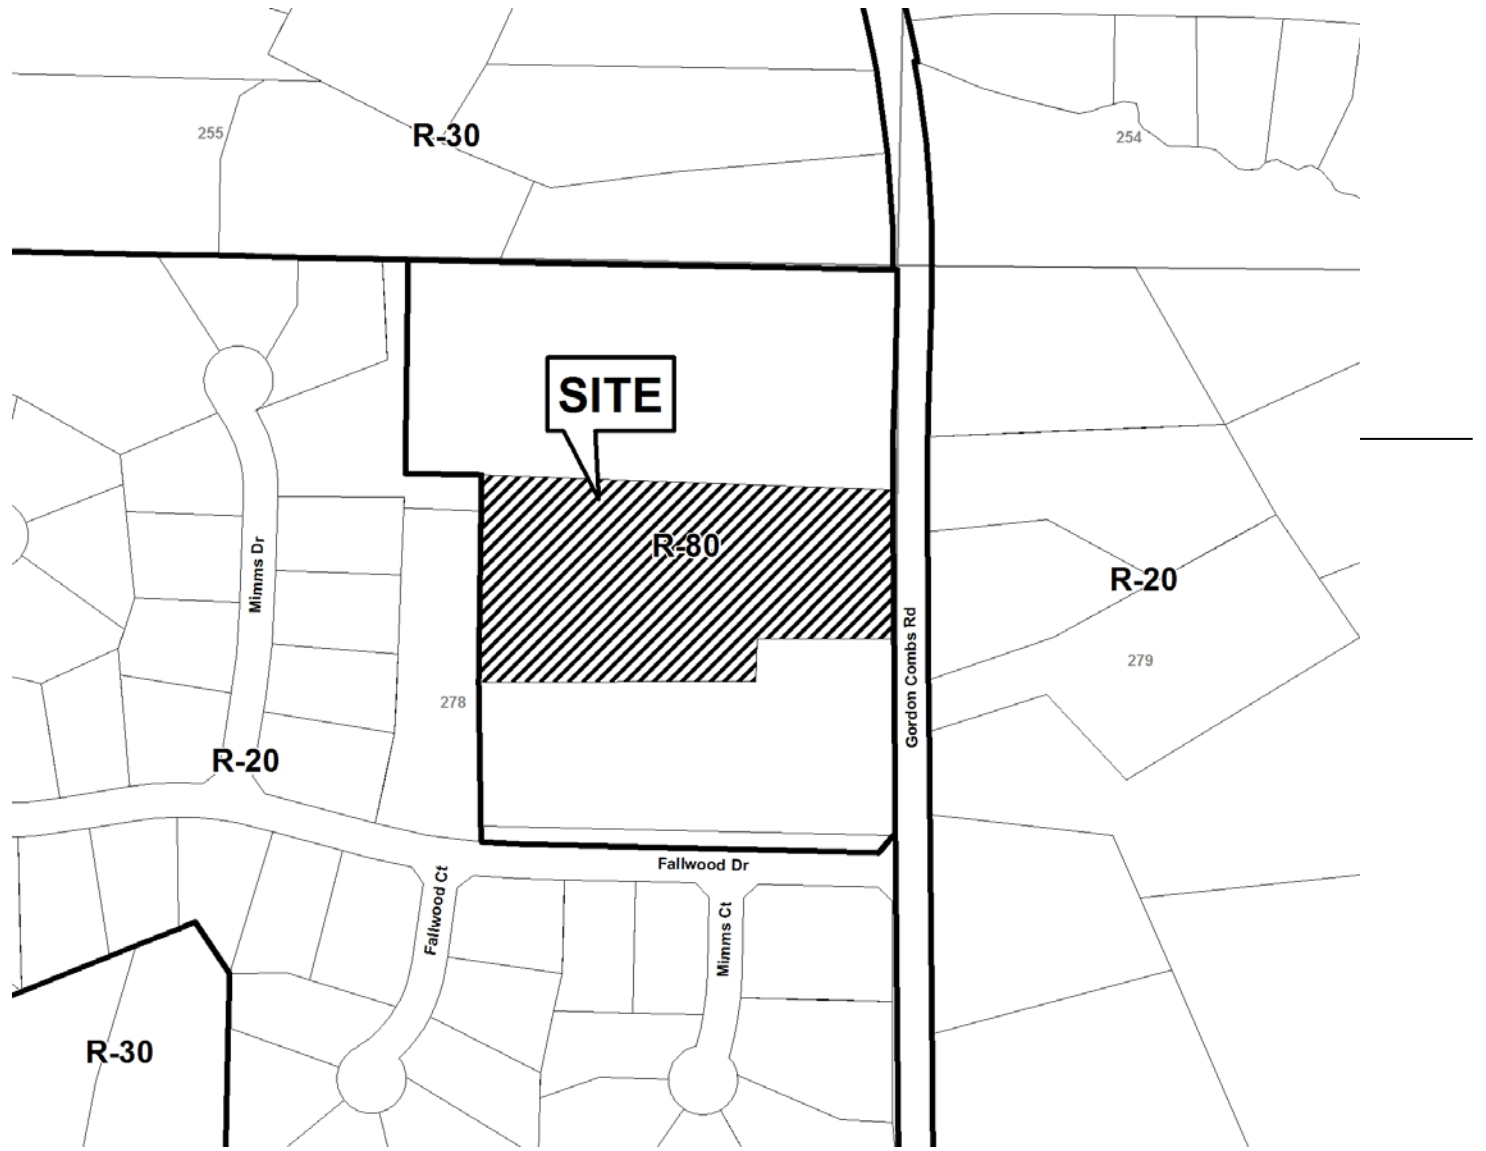 255
R-30
254
SITE
R-80
Mimms Dr
R-20
Gordon Combs Rd
279
278
R-20
Fallwood Dr
Fallwood Ct
Mimms Ct
R-30